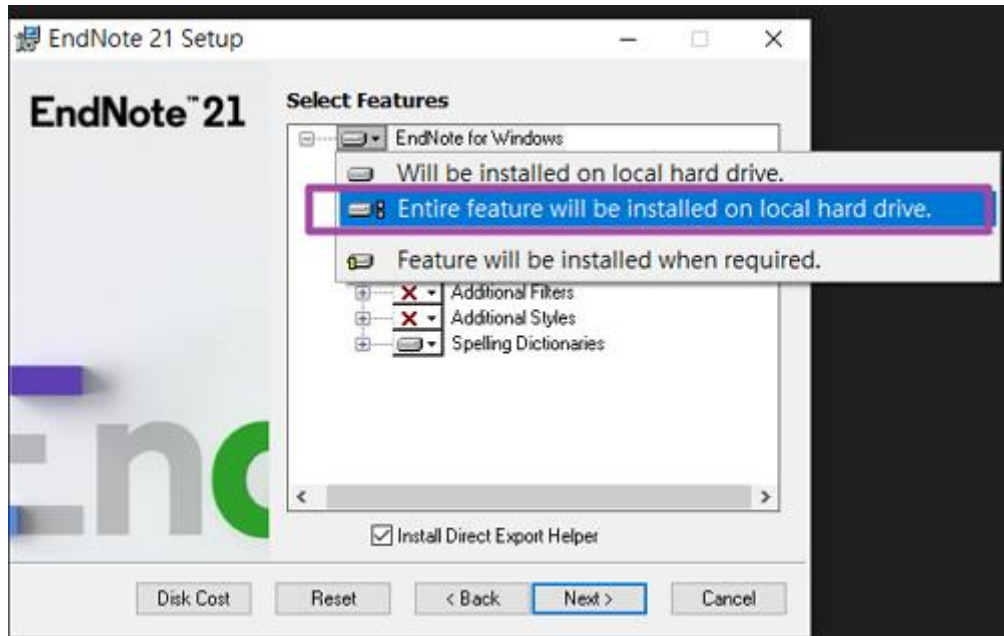 EndNote 21 Setup
EndNote™21
Select Features
EndNote for Windows
Will be installed on local hard drive.
Entire feature will be installed on local hard drive.
Feature will be installed when required.
Additional Filters
Additional Styles
Spelling Dictionaries
Install Direct Export Helper
Disk Cost
Reset
< Back
Next >
Cancel